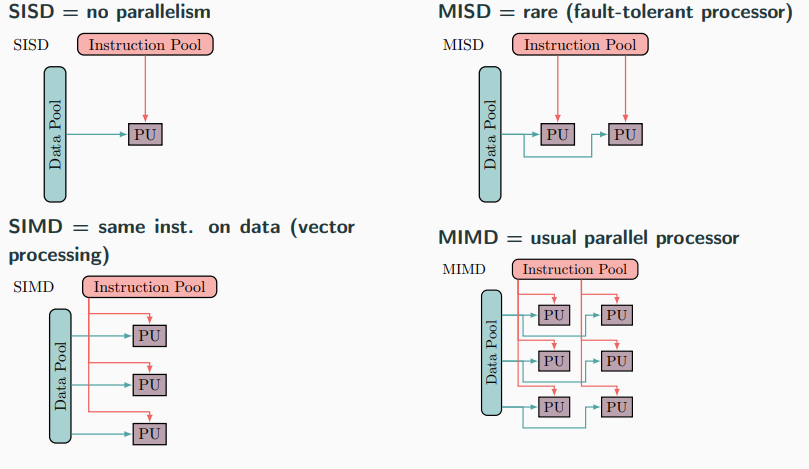 SISD = no parallelism
SISD
Instruction Pool
Data Pool
PU
MISD = rare (fault-tolerant processor)
MISD
Instruction Pool
Data Pool
PU
PU
SIMD = same inst. on data (vector
processing)
SIMD
Instruction Pool
Data Pool
PU
PU
PU
MIMD = usual parallel processor
MIMD
Instruction Pool
Data Pool
PU
PU
PU
PU
PU
PU